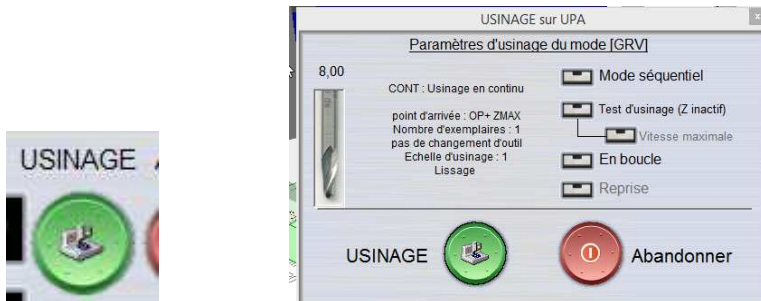 USINAGE
USINAGE sur UPA
x
Paramètres d'usinage du mode [GRV]
8,00
CONT : Usinage en continu
point d'arrivée : OP+ ZMAX
Nombre d'exemplaires : 1
pas de changement d'outil
Echelle d'usinage : 1
Lissage
Mode séquentiel
Test d'usinage (Z inactif)
Vitesse maximale
En boucle
Reprise
USINAGE
Abandonner